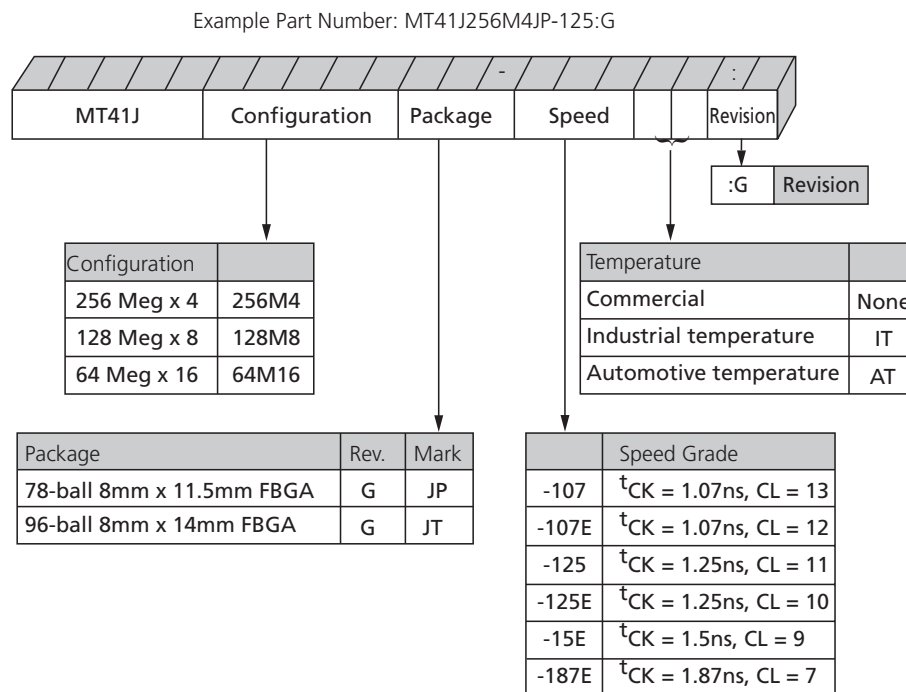 Example Part Number: MT41J256M4JP-125:G
- :
MT41J Configuration Package Speed Revision
:G Revision
Configuration
256 Meg x 4 256M4
128 Meg x 8 128M8
64 Meg x 16 64M16
Temperature
Commercial None
Industrial temperature IT
Automotive temperature AT
Package Rev. Mark
78-ball 8mm x 11.5mm FBGA G JP
96-ball 8mm x 14mm FBGA G JT
Speed Grade
-107 tCK = 1.07ns, CL = 13
-107E tCK = 1.07ns, CL = 12
-125 tCK = 1.25ns, CL = 11
-125E tCK = 1.25ns, CL = 10
-15E tCK = 1.5ns, CL = 9
-187E tCK = 1.87ns, CL = 7